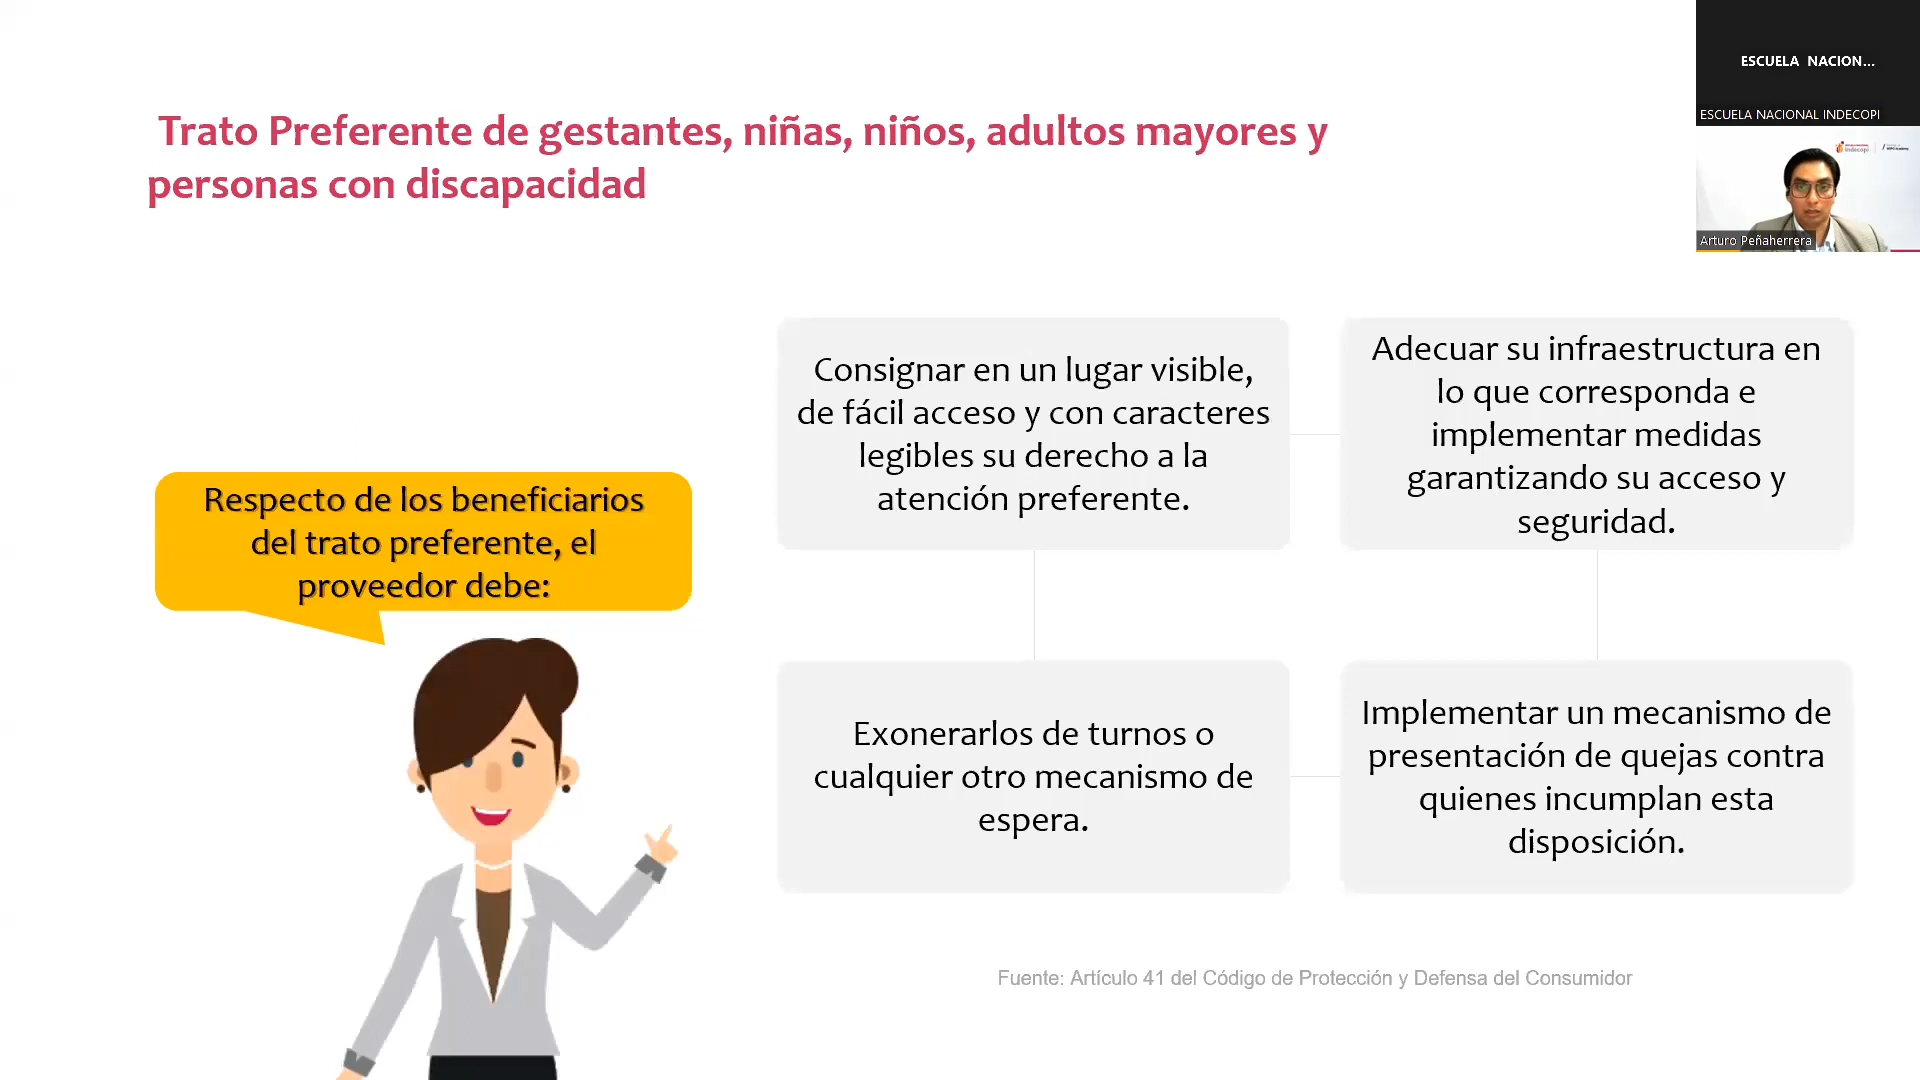 ESCUELA NACION...
ESCUELA NACIONAL INDECOPI
indecopi
Arturo Peñaherrera
Trato Preferente de gestantes, niñas, niños, adultos mayores y
personas con discapacidad
Respecto de los beneficiarios
del trato preferente, el
proveedor debe:
Consignar en un lugar visible,
de fácil acceso y con caracteres
legibles su derecho a la
atención preferente.
Adecuar su infraestructura en
lo que corresponda e
implementar medidas
garantizando su acceso y
seguridad.
Exonerarlos de turnos o
cualquier otro mecanismo de
espera.
Implementar un mecanismo de
presentación de quejas contra
quienes incumplan esta
disposición.
Fuente: Artículo 41 del Código de Protección y Defensa del Consumidor